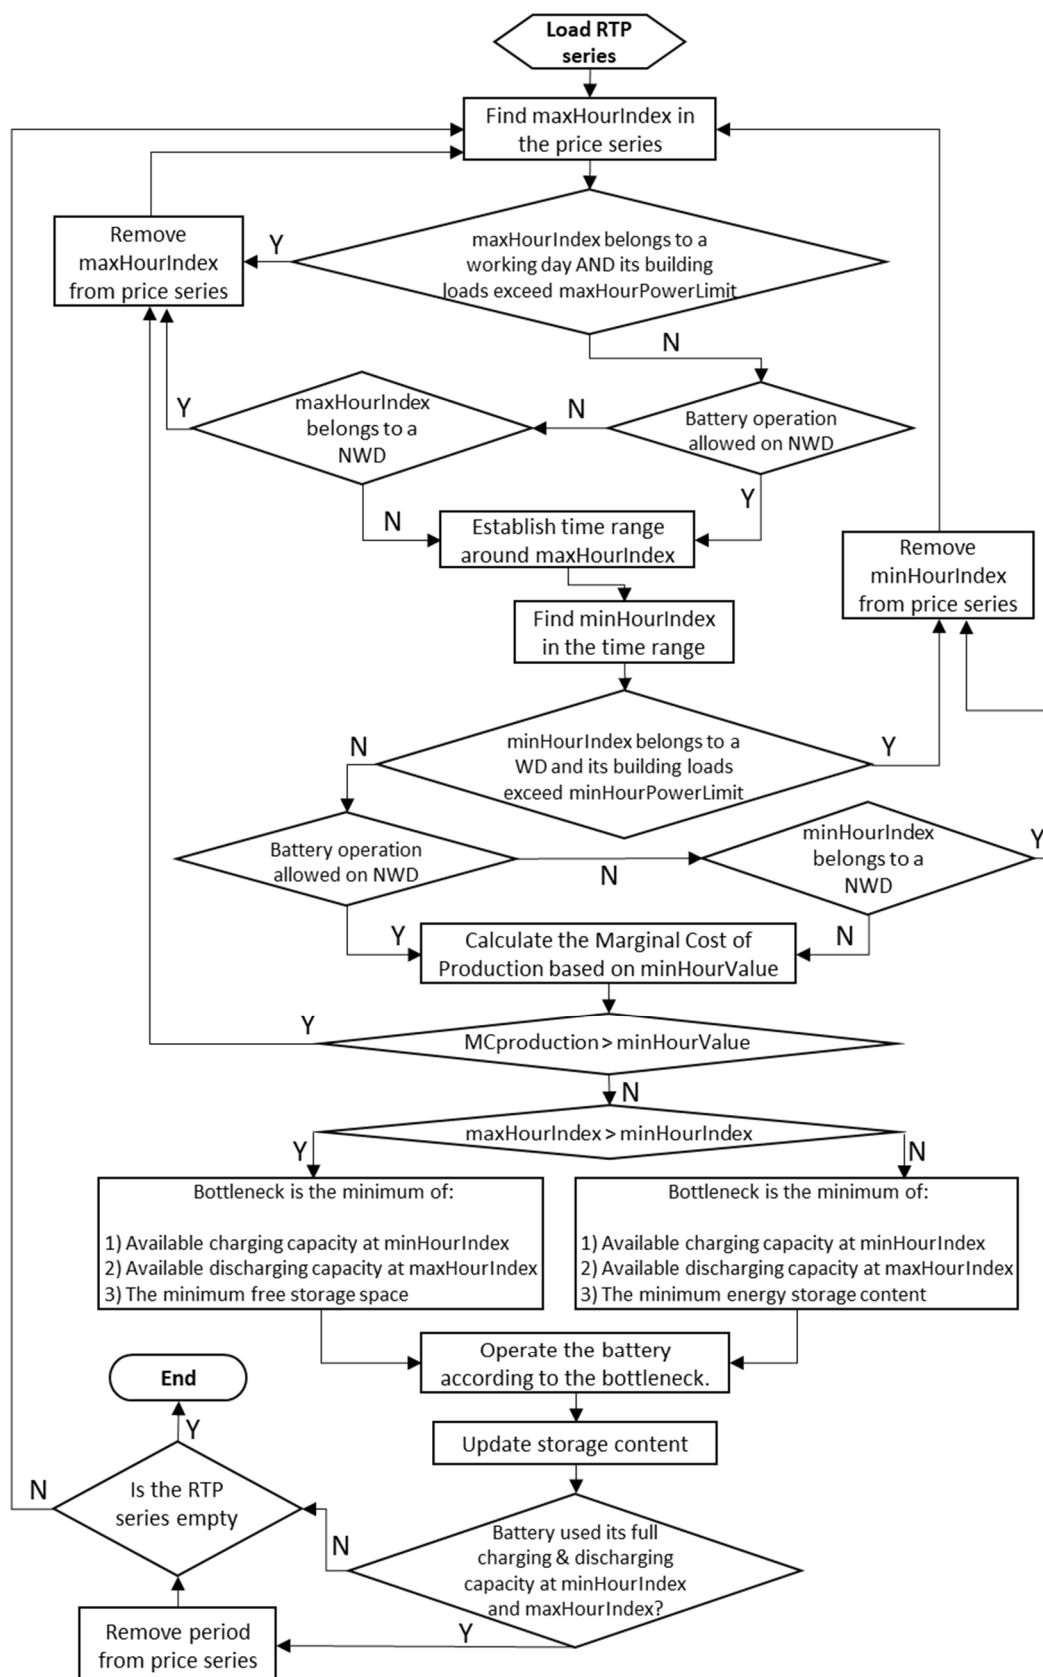 Load RTP
series
Find maxHourIndex in
the price series
Remove
maxHourIndex
from price series
Y
maxHourIndex belongs to a
working day AND its building
loads exceed maxHourPowerLimit
N
maxHourIndex
belongs to a
NWD
Y
N
Battery operation
allowed on NWD
N
Y
Establish time range
around maxHourIndex
Remove
minHourIndex
from price series
Find minHourIndex
in the time range
N
minHourIndex belongs to a
WD and its building loads
exceed minHourPowerLimit
Y
Battery operation
allowed on NWD
N
minHourIndex
belongs to a
NWD
Y
Y
Calculate the Marginal Cost of
Production based on minHourValue
N
Y
MCproduction > minHourValue
N
maxHourIndex > minHourIndex
Y
N
Bottleneck is the minimum of:
1) Available charging capacity at minHourIndex
2) Available discharging capacity at maxHourIndex
3) The minimum free storage space
Bottleneck is the minimum of:
1) Available charging capacity at minHourIndex
2) Available discharging capacity at maxHourIndex
3) The minimum energy storage content
Operate the battery
according to the bottleneck.
End
Y
Update storage content
N
Is the RTP
series empty
N
Battery used its full
charging & discharging
capacity at minHourIndex
and maxHourIndex?
Y
Remove period
from price series